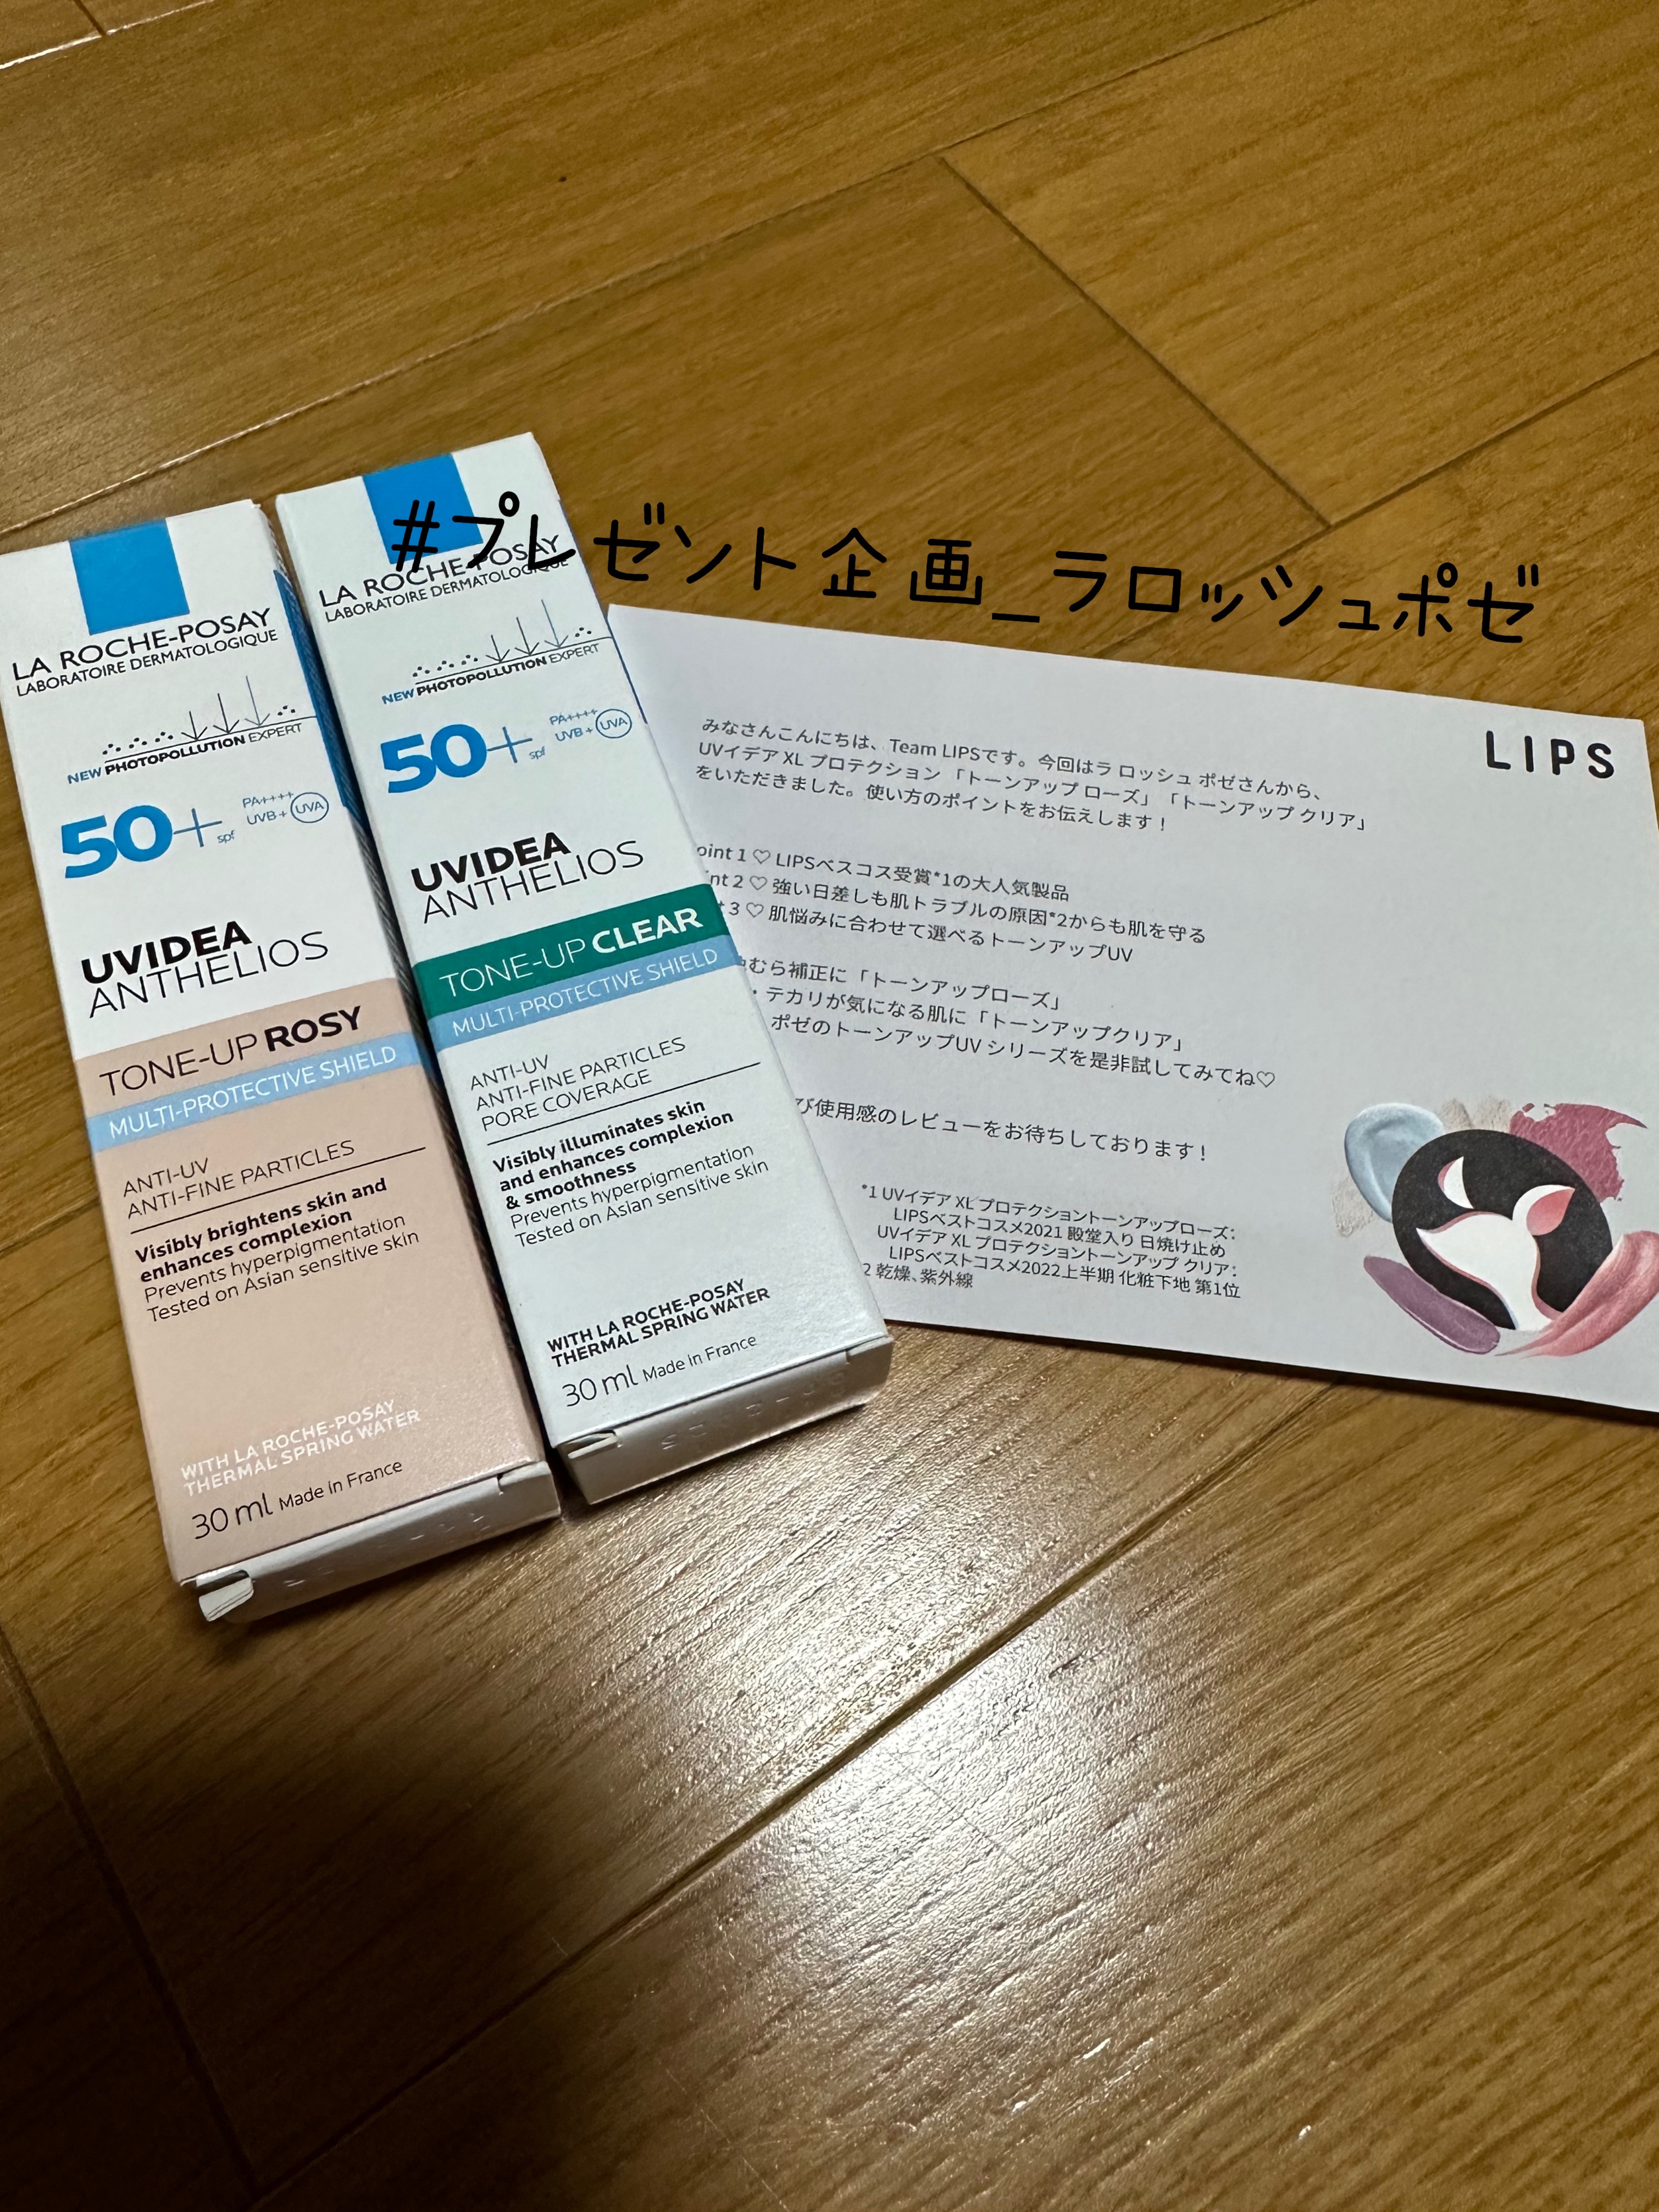 #プレゼント企画_ラロッシュポゼ
LA ROCHE-POSAY
LABORATOIRE DERMATOLOGIQUE
NEW PHOTOPOLLUTION EXPERT
50+ spf
PA++++
UVB+ UVA
UVIDEA
ANTHELIOS
TONE-UP ROSY
MULTI-PROTECTIVE SHIELD
ANTI-UV
ANTI-FINE PARTICLES
Visibly brightens skin and
enhances complexion
Prevents hyperpigmentation
Tested on Asian sensitive skin
WITH LA ROCHE-POSAY
THERMAL SPRING WATER
30 ml Made in France
LA ROCHE-POSAY
LABORATOIRE DERMATOLOGIQUE
NEW PHOTOPOLLUTION EXPERT
50+ spf
PA++++
UVB+ UVA
UVIDEA
ANTHELIOS
TONE-UP CLEAR
MULTI-PROTECTIVE SHIELD
ANTI-UV
ANTI-FINE PARTICLES
PORE COVERAGE
Visibly illuminates skin
and enhances complexion
& smoothness
Prevents hyperpigmentation
Tested on Asian sensitive skin
WITH LA ROCHE-POSAY
THERMAL SPRING WATER
30 ml Made in France
LIPS
みなさんこんにちは、Team LIPSです。今回はラ ロッシュ ポゼさんから、
UVイデア XL プロテクション 「トーンアップ ローズ」 「トーンアップ クリア」
をいただきました。使い方のポイントをお伝えします！
oint 1 ♡ LIPSベスコス受賞*1の大人気製品
nt 2 ♡ 強い日差しも肌トラブルの原因*2からも肌を守る
3 ♡ 肌悩みに合わせて選べるトーンアップUV
むら補正に「トーンアップローズ」
・テカリが気になる肌に「トーンアップクリア」
ポゼのトーンアップUV シリーズを是非試してみてね♡
び使用感のレビューをお待ちしております！
*1 UVイデア XL プロテクショントーンアップローズ：
LIPSベストコスメ2021 殿堂入り 日焼け止め
UVイデア XL プロテクショントーンアップ クリア：
LIPSベストコスメ2022上半期 化粧下地 第1位
2 乾燥、紫外線